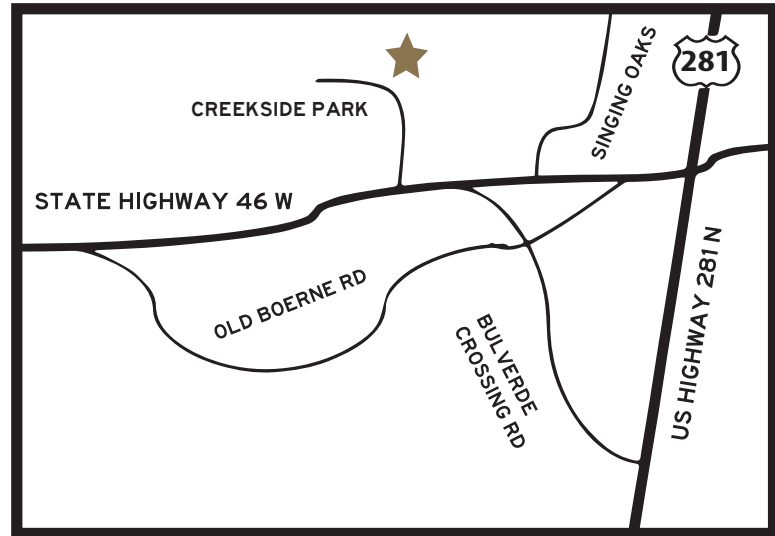 SINGING OAKS
281
CREEKSIDE PARK
STATE HIGHWAY 46 W
OLD BOERNE RD
BULVERDE
CROSSING RD
US HIGHWAY 281 N